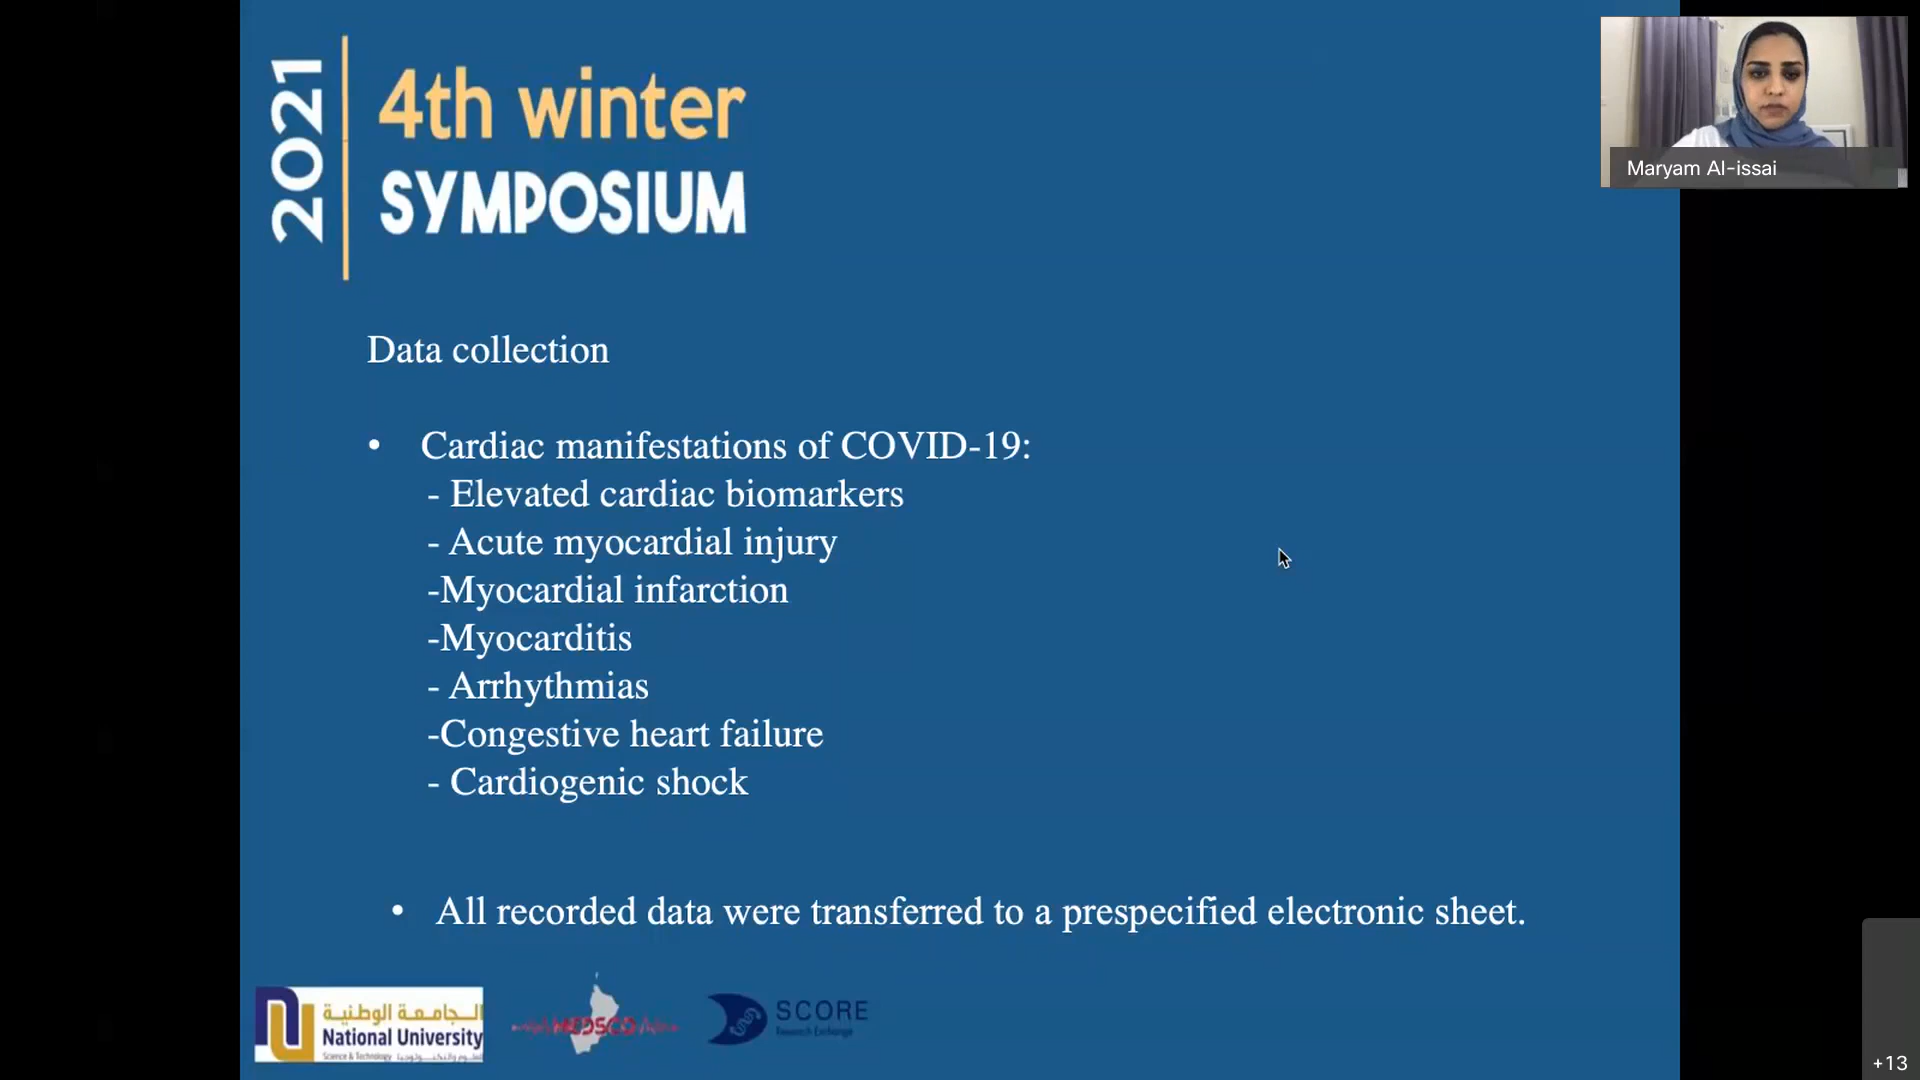 2021
4th winter
SYMPOSIUM
Maryam Al-issai
Data collection
• Cardiac manifestations of COVID-19:
- Elevated cardiac biomarkers
- Acute myocardial injury
-Myocardial infarction
-Myocarditis
- Arrhythmias
-Congestive heart failure
- Cardiogenic shock
• All recorded data were transferred to a prespecified electronic sheet.
الجامعة الوطنية
National University
Science & Technology
MEDSCO
SCORE
Research Exchange
+13